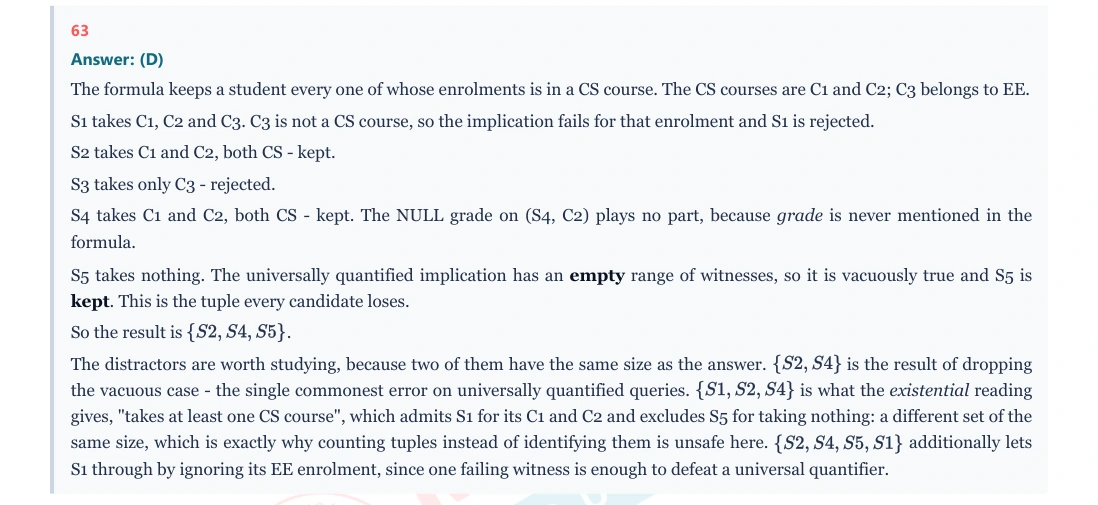 63
Answer: (D)
The formula keeps a student every one of whose enrolments is in a CS course. The CS courses are C1 and C2; C3 belongs to EE.
S1 takes C1, C2 and C3. C3 is not a CS course, so the implication fails for that enrolment and S1 is rejected.
S2 takes C1 and C2, both CS - kept.
S3 takes only C3 - rejected.
S4 takes C1 and C2, both CS - kept. The NULL grade on (S4, C2) plays no part, because grade is never mentioned in the
formula.
S5 takes nothing. The universally quantified implication has an empty range of witnesses, so it is vacuously true and S5 is
kept. This is the tuple every candidate loses.
So the result is {S2, S4, S5}.
The distractors are worth studying, because two of them have the same size as the answer. {S2, S4} is the result of dropping
the vacuous case - the single commonest error on universally quantified queries. {S1, S2, S4} is what the existential reading
gives, "takes at least one CS course", which admits S1 for its C1 and C2 and excludes S5 for taking nothing: a different set of the
same size, which is exactly why counting tuples instead of identifying them is unsafe here. {S2, S4, S5, S1} additionally lets
S1 through by ignoring its EE enrolment, since one failing witness is enough to defeat a universal quantifier.